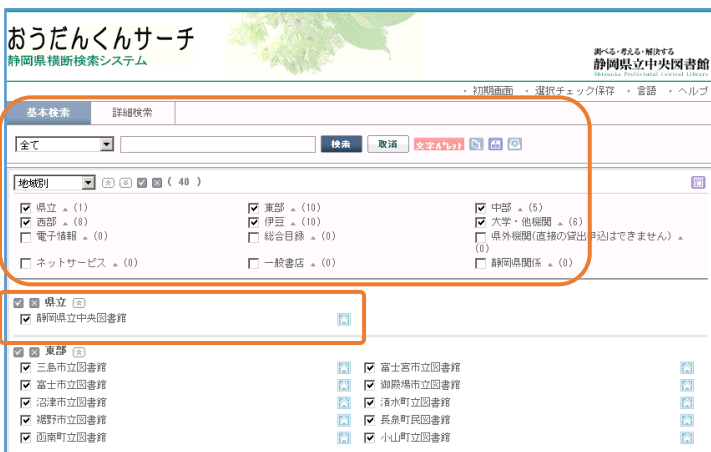 おうだんくんサーチ
静岡県横断検索システム
調べる・考える・解決する
静岡県立中央図書館
Shizuoka Prefectural Central Library
・初期画面 ・選択チェック保存 ・言語 ・ヘルプ
基本検索 詳細検索
全て 検索 取消 文字パレット
地域別 ( 40 )
県立 (1) 東部 (10) 中部 (5)
西部 (8) 伊豆 (10) 大学・他機関 (6)
電子情報 (0) 総合目録 (0) 県外機関(直接の貸出申込はできません)
(0)
ネットサービス (0) 一般書店 (0) 静岡県関係 (0)
県立
静岡県立中央図書館
東部
三島市立図書館 富士宮市立図書館
富士市立図書館 御殿場市立図書館
沼津市立図書館 清水町立図書館
裾野市立図書館 長泉町民図書館
函南町立図書館 小山町立図書館